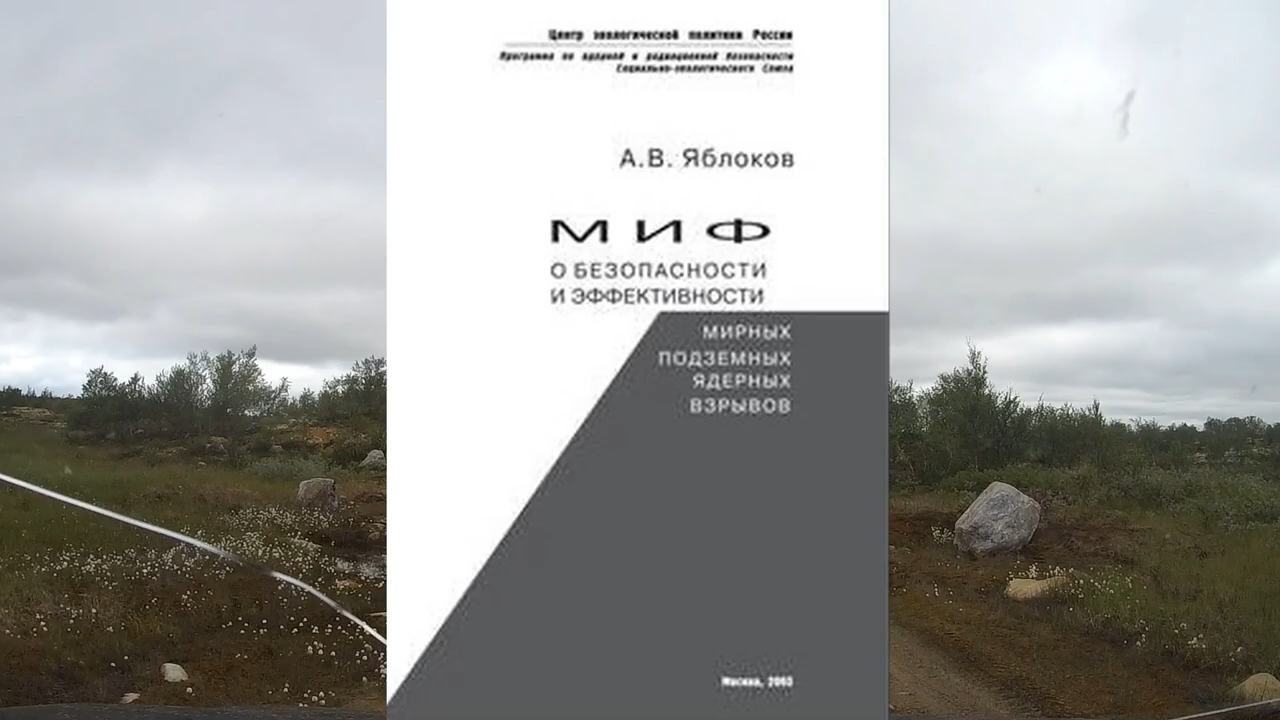 Центр экологической политики России
Программа по ядерной и радиационной безопасности
Социально-экологического Союза
А.В. Яблоков
МИФ
О БЕЗОПАСНОСТИ
И ЭФФЕКТИВНОСТИ
МИРНЫХ
ПОДЗЕМНЫХ
ЯДЕРНЫХ
ВЗРЫВОВ
Москва, 2003